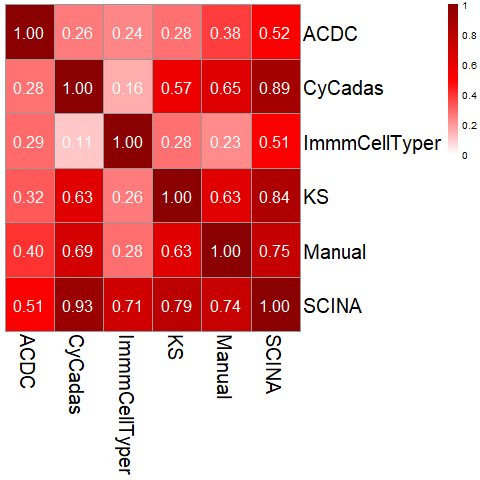 1.00 0.26 0.24 0.28 0.38 0.52 ACDC
0.28 1.00 0.16 0.57 0.65 0.89 CyCadas
0.29 0.11 1.00 0.28 0.23 0.51 ImmmCellTyper
0.32 0.63 0.26 1.00 0.63 0.84 KS
0.40 0.69 0.28 0.63 1.00 0.75 Manual
0.51 0.93 0.71 0.79 0.74 1.00 SCINA
ACDC
CyCadas
ImmmCellTyper
KS
Manual
SCINA
1
0.8
0.6
0.4
0.2
0